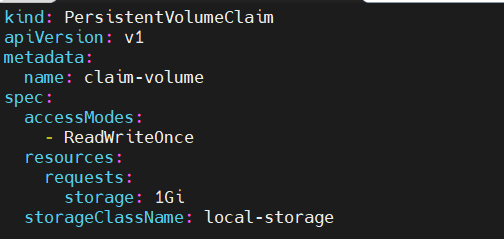 kind: PersistentVolumeClaim
apiVersion: v1
metadata:
  name: claim-volume
spec:
  accessModes:
    - ReadWriteOnce
  resources:
    requests:
      storage: 1Gi
  storageClassName: local-storage